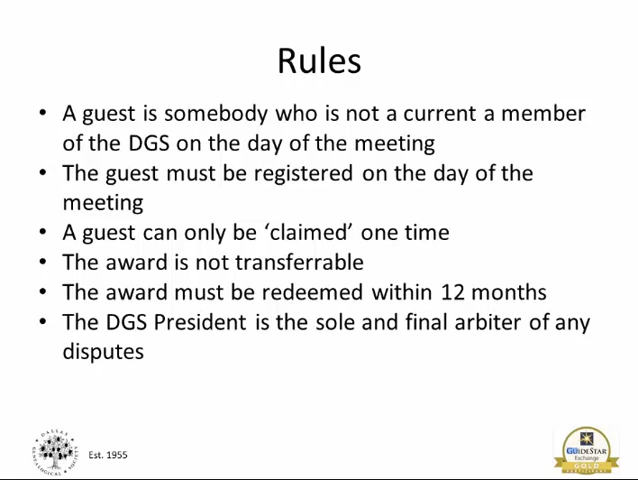 Rules
• A guest is somebody who is not a current a member
of the DGS on the day of the meeting
• The guest must be registered on the day of the
meeting
• A guest can only be ‘claimed’ one time
• The award is not transferrable
• The award must be redeemed within 12 months
• The DGS President is the sole and final arbiter of any
disputes
DALLAS
GENEALOGICAL SOCIETY
Est. 1955
GUIDESTAR
Exchange
GOLD